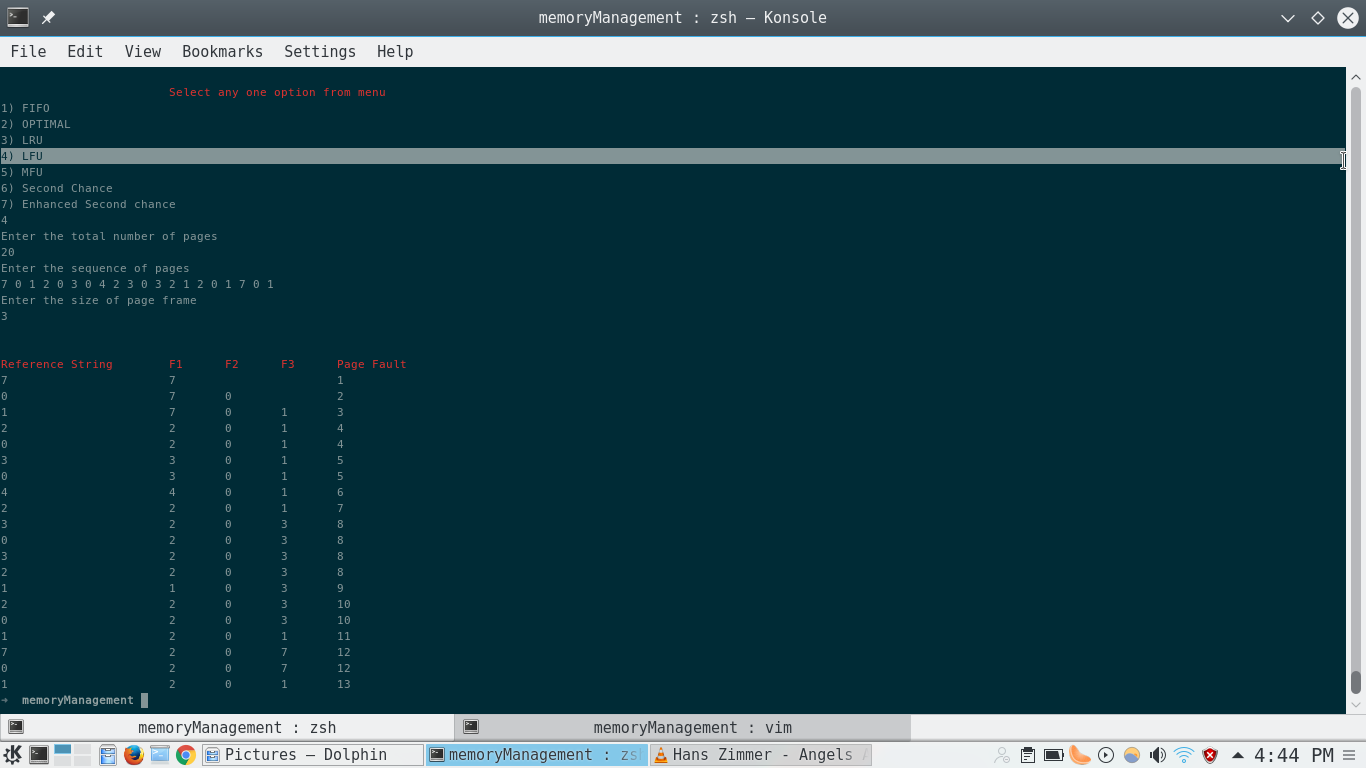 memoryManagement : zsh — Konsole
File Edit View Bookmarks Settings Help
Select any one option from menu
1) FIFO
2) OPTIMAL
3) LRU
4) LFU
5) MFU
6) Second Chance
7) Enhanced Second chance
4
Enter the total number of pages
20
Enter the sequence of pages
7 0 1 2 0 3 0 4 2 3 0 3 2 1 2 0 1 7 0 1
Enter the size of page frame
3
Reference String F1 F2 F3 Page Fault
7 7 1
0 7 0 2
1 7 0 1 3
2 2 0 1 4
0 2 0 1 4
3 3 0 1 5
0 3 0 1 5
4 4 0 1 6
2 2 0 1 7
3 2 0 3 8
0 2 0 3 8
3 2 0 3 8
2 2 0 3 8
1 1 0 3 9
2 2 0 3 10
0 2 0 3 10
1 2 0 1 11
7 2 0 7 12
0 2 0 7 12
1 2 0 1 13
→ memoryManagement
memoryManagement : zsh memoryManagement : vim
Pictures — Dolphin memoryManagement : zs Hans Zimmer - Angels 4:44 PM